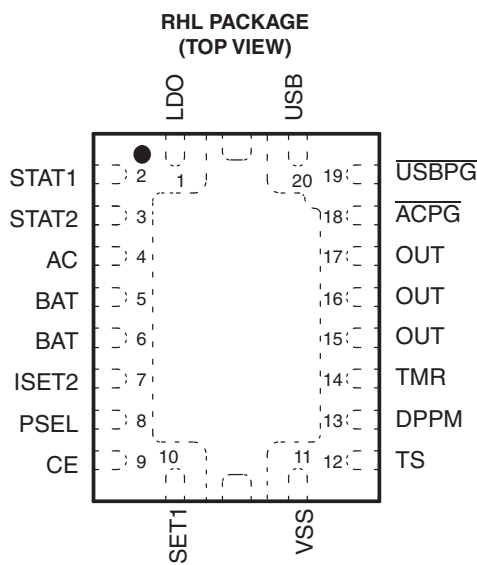 RHL PACKAGE
(TOP VIEW)
LDO USB
1 20
STAT1 2 19 USBPG
STAT2 3 18 ACPG
AC 4 17 OUT
BAT 5 16 OUT
BAT 6 15 OUT
ISET2 7 14 TMR
PSEL 8 13 DPPM
CE 9 12 TS
10 11
ISET1 VSS